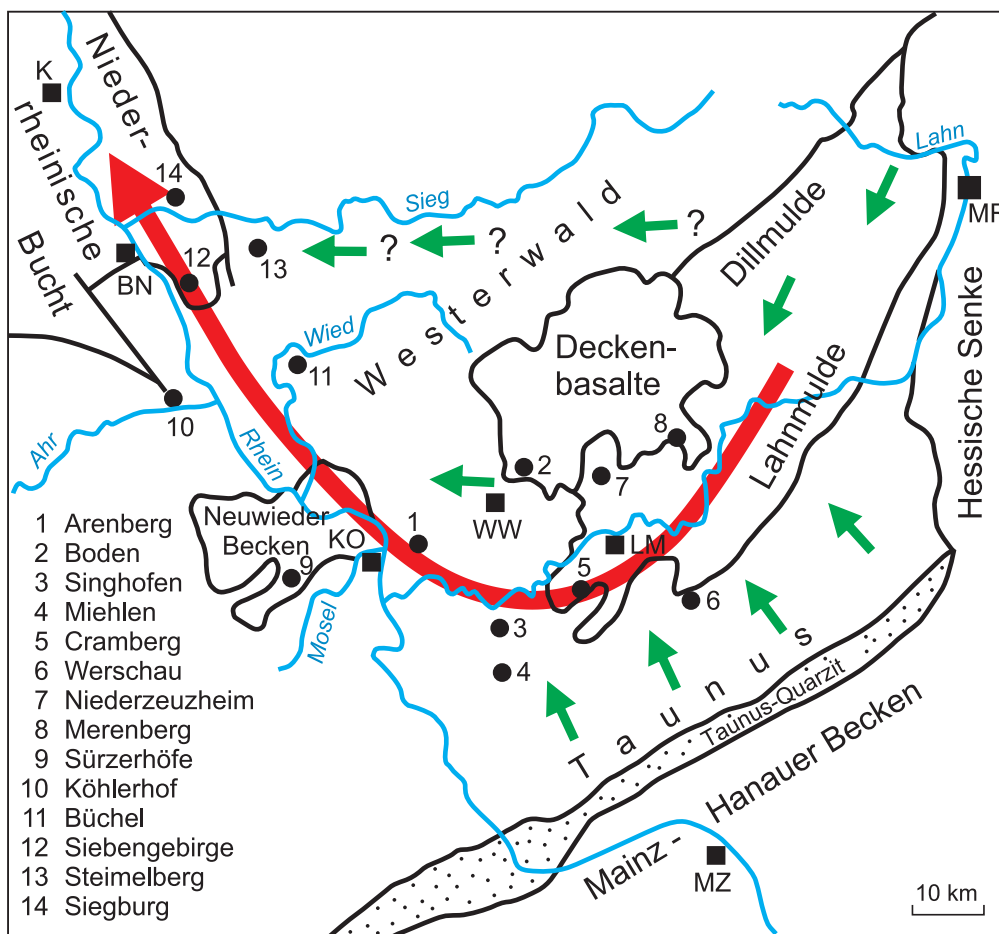 K
Nieder-
rheinische
Bucht
14
Sieg
Lahn
MR
BN
12
13
?
?
?
Westerwald
Dillmulde
Hessische Senke
Wied
11
Decken-
basalte
Lahnmulde
10
Ahr
Rhein
8
2
7
WW
Neuwieder
Becken
KO
1
LM
9
5
6
Mosel
3
4
Taunus
Taunus-Quarzit
Mainz - Hanauer Becken
MZ
10 km
1 Arenberg
2 Boden
3 Singhofen
4 Miehlen
5 Cramberg
6 Werschau
7 Niederzeuzheim
8 Merenberg
9 Sürzerhöfe
10 Köhlerhof
11 Büchel
12 Siebengebirge
13 Steimelberg
14 Siegburg